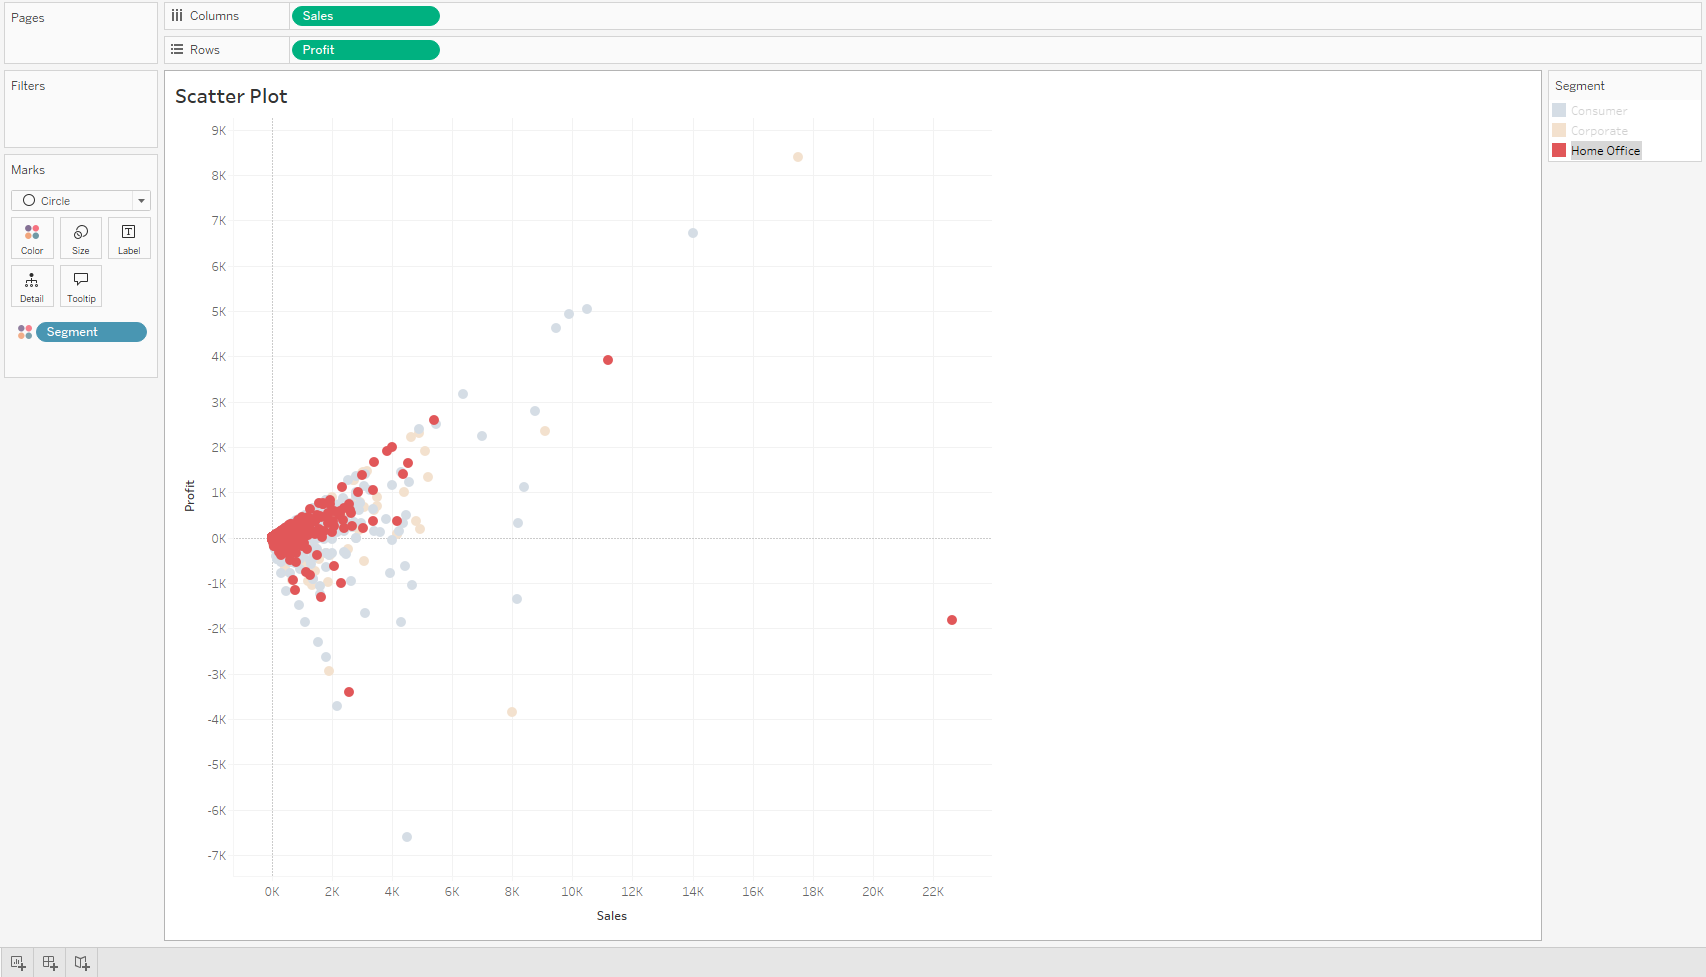 Pages
Columns
Sales
Rows
Profit
Filters
Marks
Circle
Color
Size
Label
Detail
Tooltip
Segment
Scatter Plot
9K
8K
7K
6K
5K
4K
3K
2K
1K
0K
-1K
-2K
-3K
-4K
-5K
-6K
-7K
Profit
0K
2K
4K
6K
8K
10K
12K
14K
16K
18K
20K
22K
Sales
Segment
Consumer
Corporate
Home Office